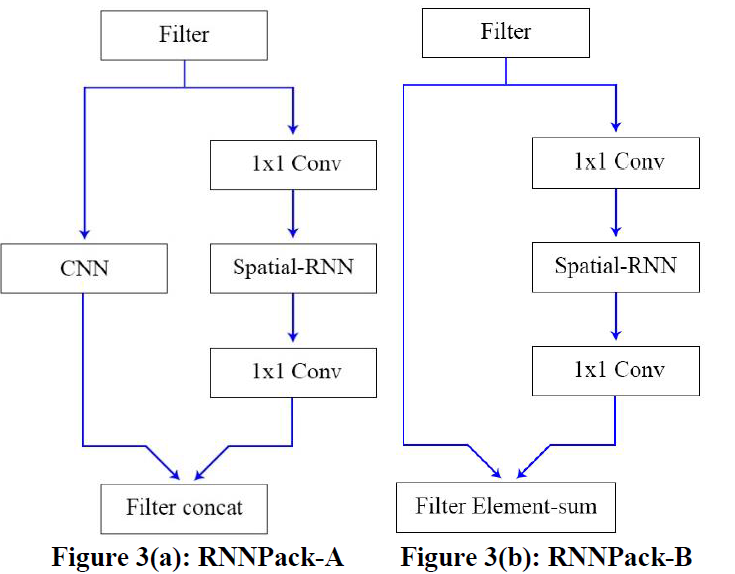 Filter
1x1 Conv
CNN
Spatial-RNN
1x1 Conv
Filter concat
Figure 3(a): RNNPack-A
Filter
1x1 Conv
Spatial-RNN
1x1 Conv
Filter Element-sum
Figure 3(b): RNNPack-B